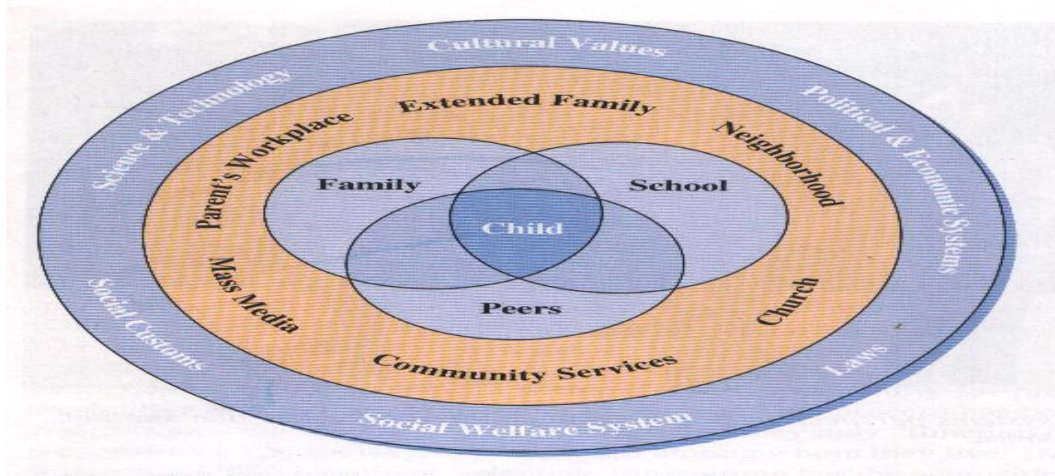 Cultural Values
Science & Technology
Political & Economic Systems
Extended Family
Parent's Workplace
Neighborhood
Family
School
Child
Mass Media
Peers
Church
Social Customs
Community Services
Laws
Social Welfare System